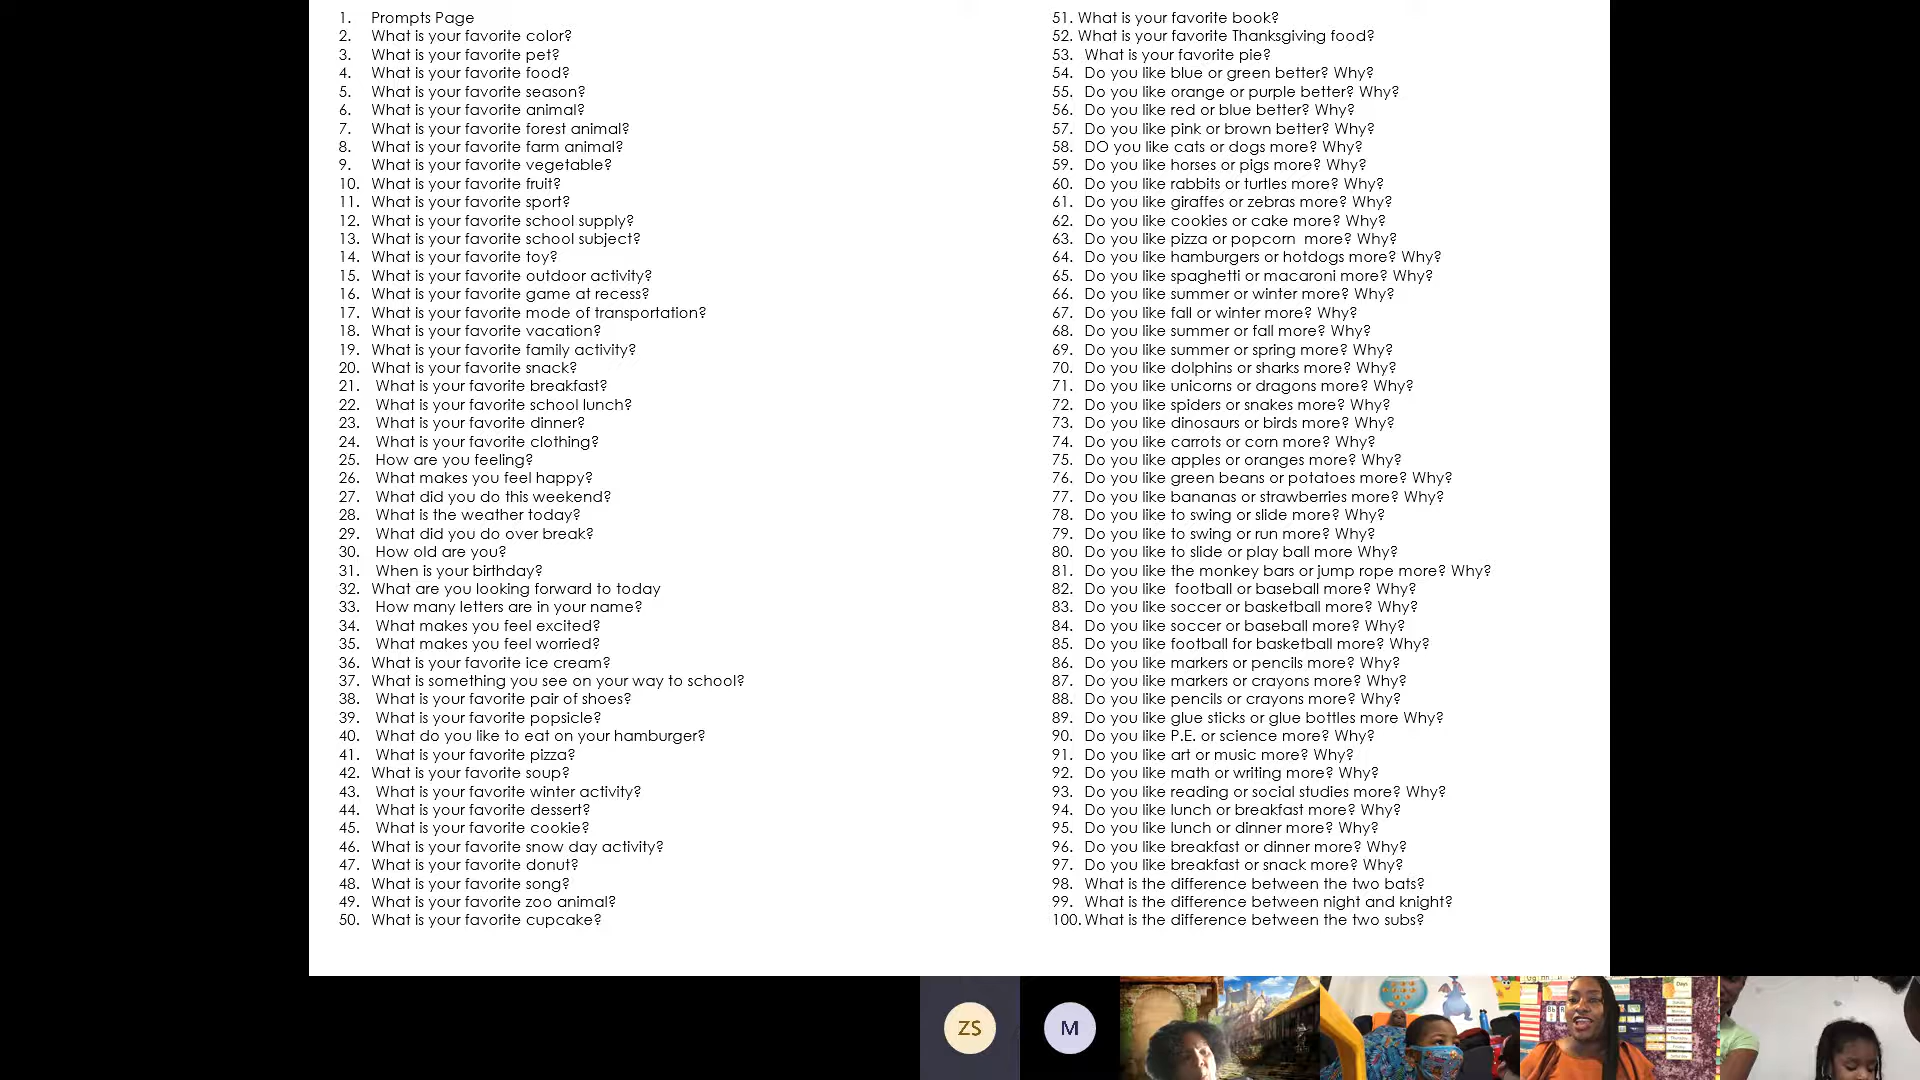 1. Prompts Page
2. What is your favorite color?
3. What is your favorite pet?
4. What is your favorite food?
5. What is your favorite season?
6. What is your favorite animal?
7. What is your favorite forest animal?
8. What is your favorite farm animal?
9. What is your favorite vegetable?
10. What is your favorite fruit?
11. What is your favorite sport?
12. What is your favorite school supply?
13. What is your favorite school subject?
14. What is your favorite toy?
15. What is your favorite outdoor activity?
16. What is your favorite game at recess?
17. What is your favorite mode of transportation?
18. What is your favorite vacation?
19. What is your favorite family activity?
20. What is your favorite snack?
21. What is your favorite breakfast?
22. What is your favorite school lunch?
23. What is your favorite dinner?
24. What is your favorite clothing?
25. How are you feeling?
26. What makes you feel happy?
27. What did you do this weekend?
28. What is the weather today?
29. What did you do over break?
30. How old are you?
31. When is your birthday?
32. What are you looking forward to today
33. How many letters are in your name?
34. What makes you feel excited?
35. What makes you feel worried?
36. What is your favorite ice cream?
37. What is something you see on your way to school?
38. What is your favorite pair of shoes?
39. What is your favorite popsicle?
40. What do you like to eat on your hamburger?
41. What is your favorite pizza?
42. What is your favorite soup?
43. What is your favorite winter activity?
44. What is your favorite dessert?
45. What is your favorite cookie?
46. What is your favorite snow day activity?
47. What is your favorite donut?
48. What is your favorite song?
49. What is your favorite zoo animal?
50. What is your favorite cupcake?
51. What is your favorite book?
52. What is your favorite Thanksgiving food?
53. What is your favorite pie?
54. Do you like blue or green better? Why?
55. Do you like orange or purple better? Why?
56. Do you like red or blue better? Why?
57. Do you like pink or brown better? Why?
58. DO you like cats or dogs more? Why?
59. Do you like horses or pigs more? Why?
60. Do you like rabbits or turtles more? Why?
61. Do you like giraffes or zebras more? Why?
62. Do you like cookies or cake more? Why?
63. Do you like pizza or popcorn more? Why?
64. Do you like hamburgers or hotdogs more? Why?
65. Do you like spaghetti or macaroni more? Why?
66. Do you like summer or winter more? Why?
67. Do you like fall or winter more? Why?
68. Do you like summer or fall more? Why?
69. Do you like summer or spring more? Why?
70. Do you like dolphins or sharks more? Why?
71. Do you like unicorns or dragons more? Why?
72. Do you like spiders or snakes more? Why?
73. Do you like dinosaurs or birds more? Why?
74. Do you like carrots or corn more? Why?
75. Do you like apples or oranges more? Why?
76. Do you like green beans or potatoes more? Why?
77. Do you like bananas or strawberries more? Why?
78. Do you like to swing or slide more? Why?
79. Do you like to swing or run more? Why?
80. Do you like to slide or play ball more Why?
81. Do you like the monkey bars or jump rope more? Why?
82. Do you like football or baseball more? Why?
83. Do you like soccer or basketball more? Why?
84. Do you like soccer or baseball more? Why?
85. Do you like football for basketball more? Why?
86. Do you like markers or pencils more? Why?
87. Do you like markers or crayons more? Why?
88. Do you like pencils or crayons more? Why?
89. Do you like glue sticks or glue bottles more Why?
90. Do you like P.E. or science more? Why?
91. Do you like art or music more? Why?
92. Do you like math or writing more? Why?
93. Do you like reading or social studies more? Why?
94. Do you like lunch or breakfast more? Why?
95. Do you like lunch or dinner more? Why?
96. Do you like breakfast or dinner more? Why?
97. Do you like breakfast or snack more? Why?
98. What is the difference between the two bats?
99. What is the difference between night and knight?
100. What is the difference between the two subs?
ZS
M
Days